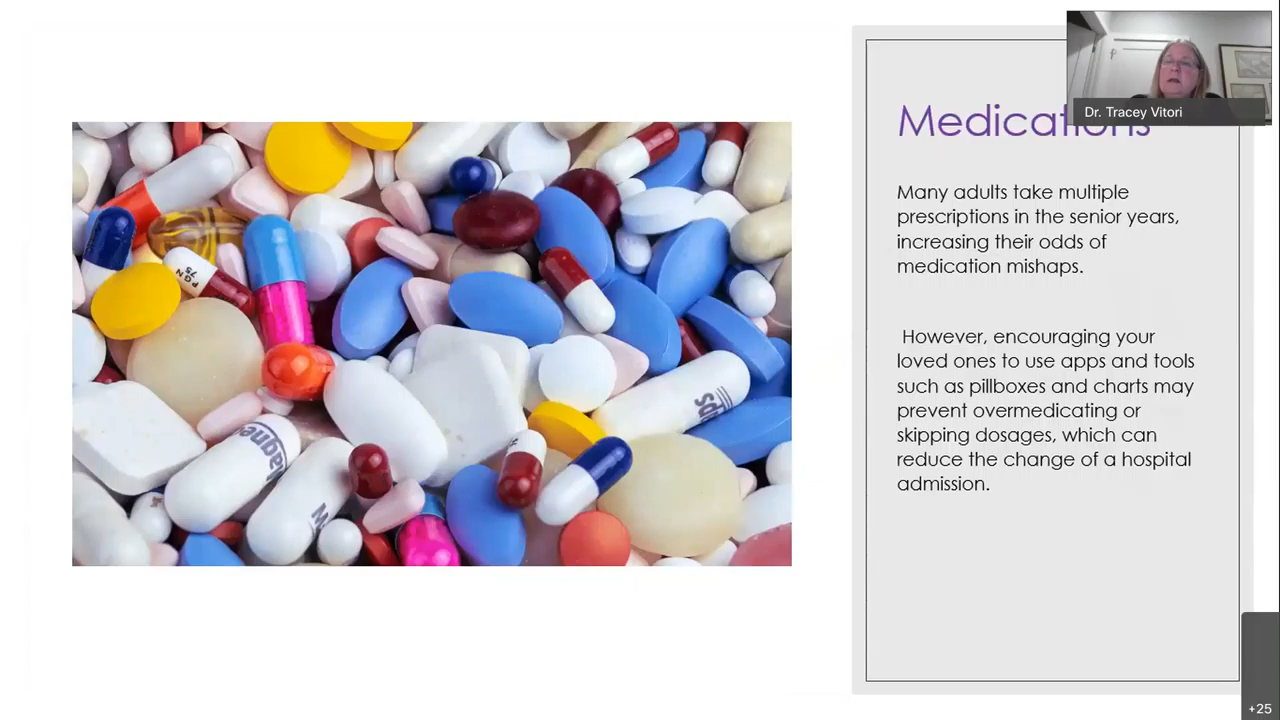 Dr. Tracey Vitori
Medications
Many adults take multiple
prescriptions in the senior years,
increasing their odds of
medication mishaps.
However, encouraging your
loved ones to use apps and tools
such as pillboxes and charts may
prevent overmedicating or
skipping dosages, which can
reduce the change of a hospital
admission.
PGN
75
+25